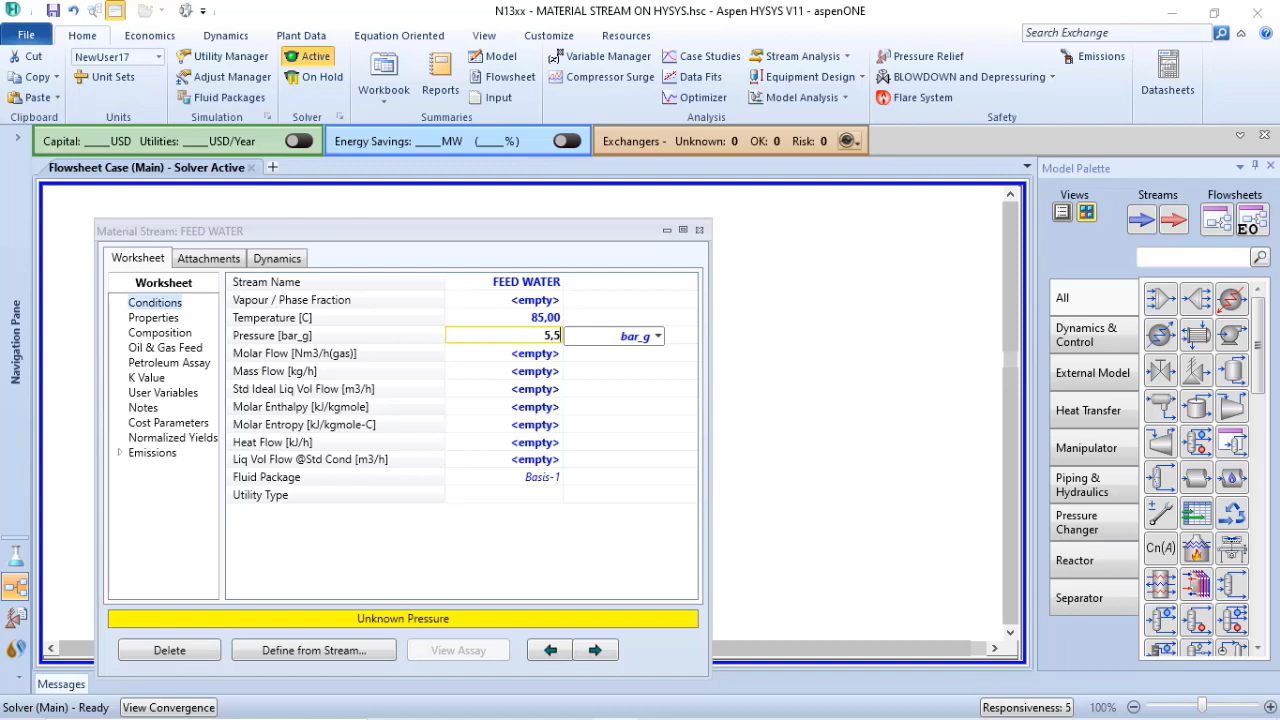 N13xx - MATERIAL STREAM ON HYSYS.hsc - Aspen HYSYS V11 - aspenONE
File Home Economics Dynamics Plant Data Equation Oriented View Customize Resources Search Exchange
Cut
Copy
Paste
Clipboard
NewUser17
Unit Sets
Units
Utility Manager
Adjust Manager
Fluid Packages
Simulation
Active
On Hold
Solver
Workbook
Reports
Model
Flowsheet
Input
Summaries
Variable Manager
Compressor Surge
Case Studies
Data Fits
Optimizer
Stream Analysis
Equipment Design
Model Analysis
Analysis
Pressure Relief
BLOWDOWN and Depressuring
Flare System
Emissions
Safety
Datasheets
Capital: ____USD Utilities: ____USD/Year
Energy Savings: ____MW (____%)
Exchangers - Unknown: 0 OK: 0 Risk: 0
Flowsheet Case (Main) - Solver Active
Navigation Pane
Material Stream: FEED WATER
Worksheet Attachments Dynamics
Worksheet
Conditions
Properties
Composition
Oil & Gas Feed
Petroleum Assay
K Value
User Variables
Notes
Cost Parameters
Normalized Yields
Emissions
Stream Name FEED WATER
Vapour / Phase Fraction <empty>
Temperature [C] 85,00
Pressure [bar_g] 5,5 bar_g
Molar Flow [Nm3/h(gas)] <empty>
Mass Flow [kg/h] <empty>
Std Ideal Liq Vol Flow [m3/h] <empty>
Molar Enthalpy [kJ/kgmole] <empty>
Molar Entropy [kJ/kgmole-C] <empty>
Heat Flow [kJ/h] <empty>
Liq Vol Flow @Std Cond [m3/h] <empty>
Fluid Package Basis-1
Utility Type
Unknown Pressure
Delete Define from Stream... View Assay
Model Palette
Views Streams Flowsheets
EO
All
Dynamics & Control
External Model
Heat Transfer
Manipulator
Piping & Hydraulics
Pressure Changer
Reactor
Separator
Cn(A)
Messages
Solver (Main) - Ready View Convergence Responsiveness: 5 100%